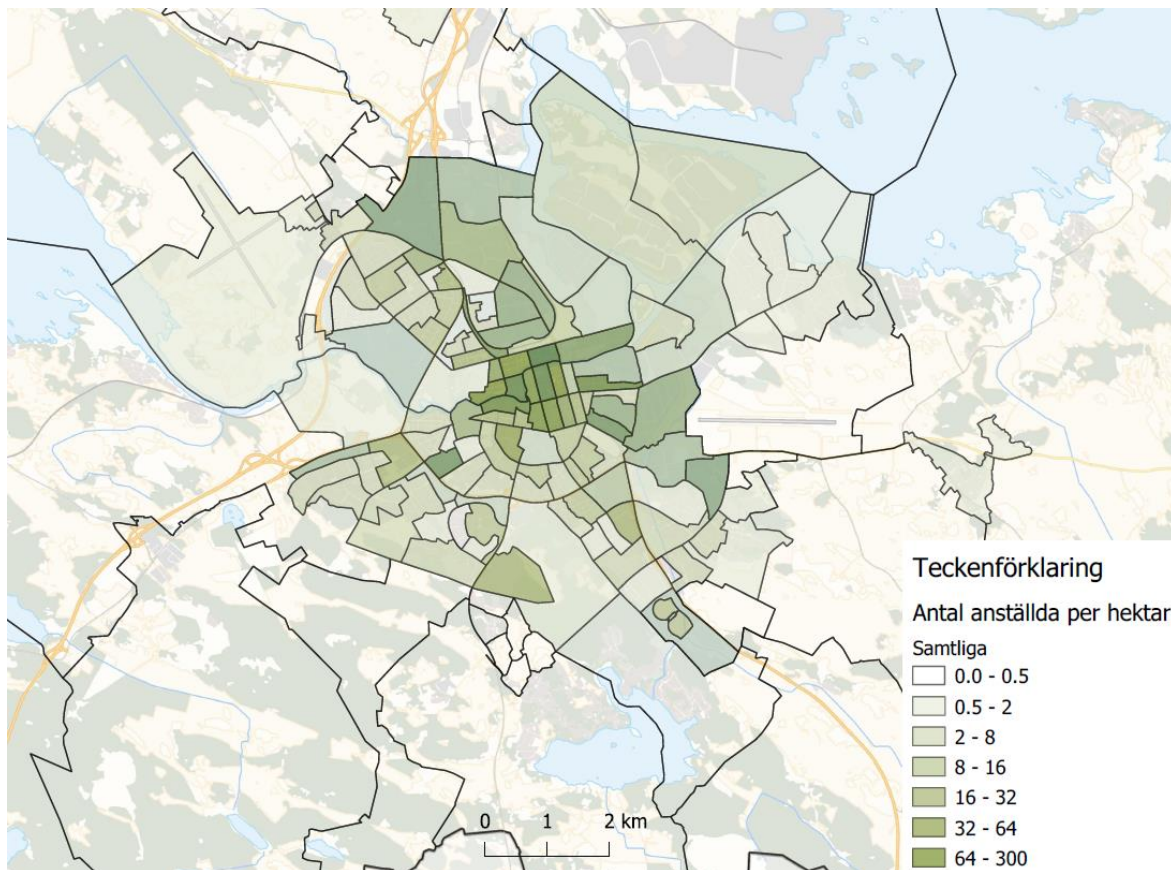 Teckenförklaring
Antal anställda per hektar
Samtliga
0.0 - 0.5
0.5 - 2
2 - 8
8 - 16
16 - 32
32 - 64
64 - 300
0 1 2 km